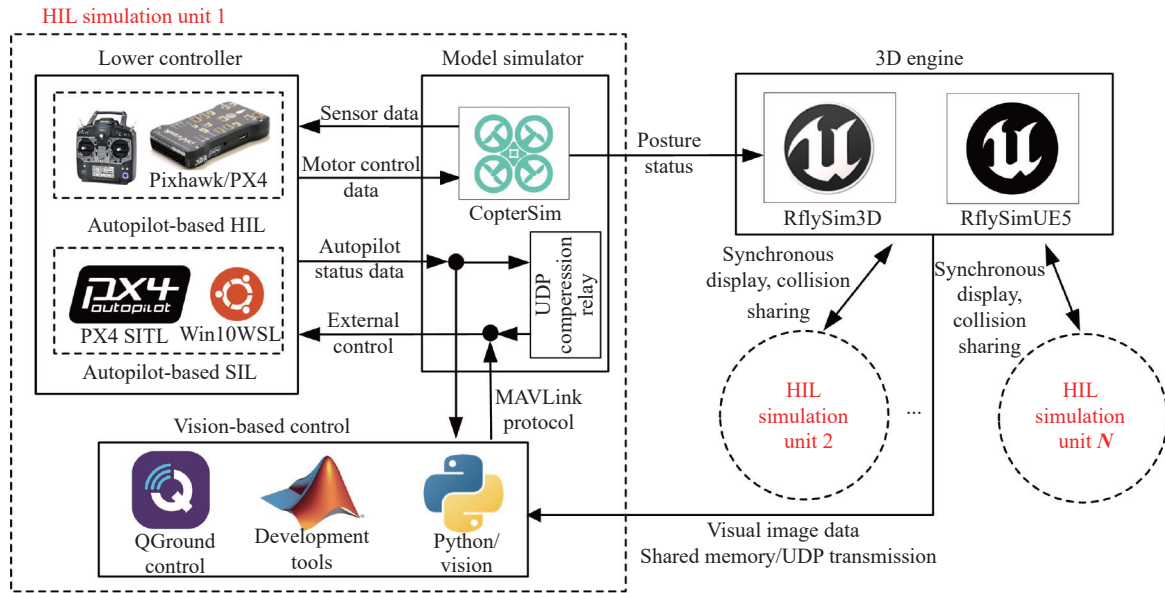 HIL simulation unit 1
Lower controller
Model simulator
3D engine
Sensor data
Motor control
data
Pixhawk/PX4
Autopilot-based HIL
CopterSim
Posture
status
RflySim3D
RflySimUE5
Autopilot
status data
External
control
px4
autopilot
PX4 SITL
Win10WSL
Autopilot-based SIL
UDP
comperession
relay
Synchronous
display, collision
sharing
Synchronous
display,
collision
sharing
MAVLink
protocol
HIL
simulation
unit 2
...
HIL
simulation
unit N
Vision-based control
QGround
control
Development
tools
Python/
vision
Visual image data
Shared memory/UDP transmission